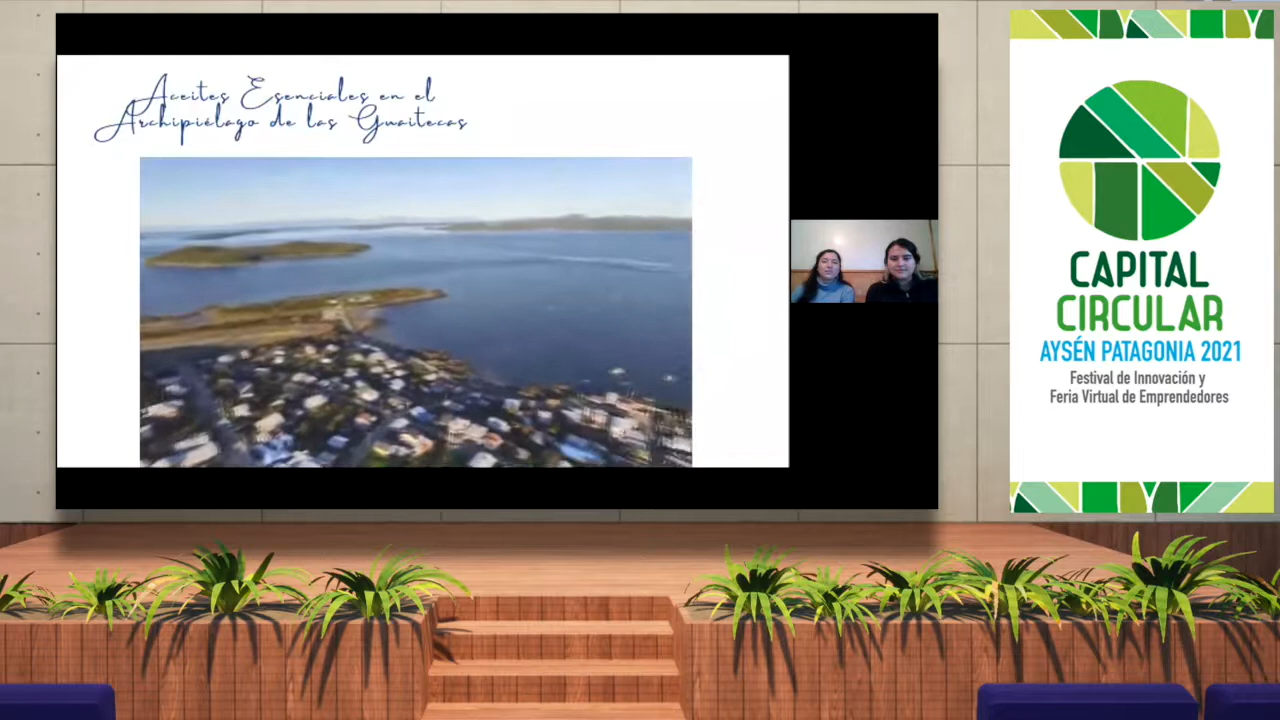 Aceites Esenciales en el
Archipiélago de las Guaitecas
CAPITAL
CIRCULAR
AYSÉN PATAGONIA 2021
Festival de Innovación y
Feria Virtual de Emprendedores